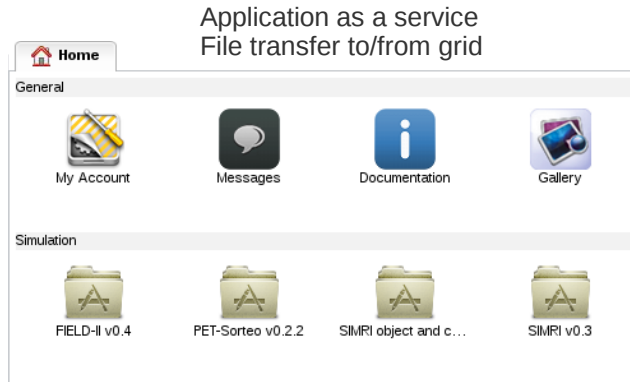 Application as a service
File transfer to/from grid
Home
General
My Account
Messages
Documentation
Gallery
Simulation
FIELD-II v0.4
PET-Sorteo v0.2.2
SIMRI object and c...
SIMRI v0.3